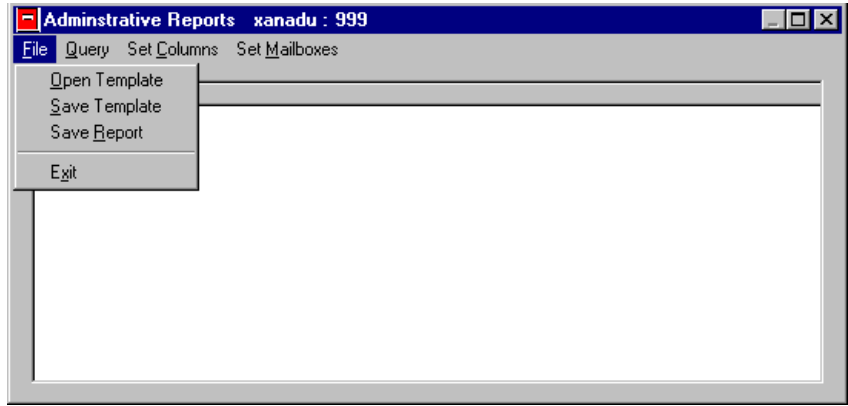 Adminstrative Reports xanadu : 999
File Query Set Columns Set Mailboxes
Open Template
Save Template
Save Report
Exit